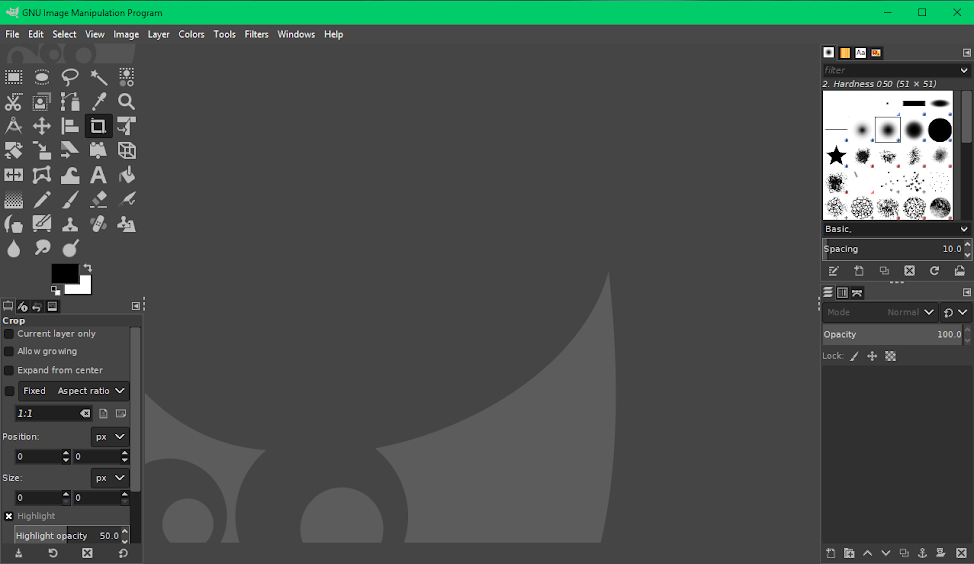 GNU Image Manipulation Program
File Edit Select View Image Layer Colors Tools Filters Windows Help
filter
2. Hardness 050 (51 × 51)
Basic,
Spacing 10.0
Crop
Current layer only
Allow growing
Expand from center
Fixed Aspect ratio
1:1
Position: px
0 0
Size: px
0 0
Highlight
Highlight opacity 50.0
Mode Normal
Opacity 100.0
Lock: